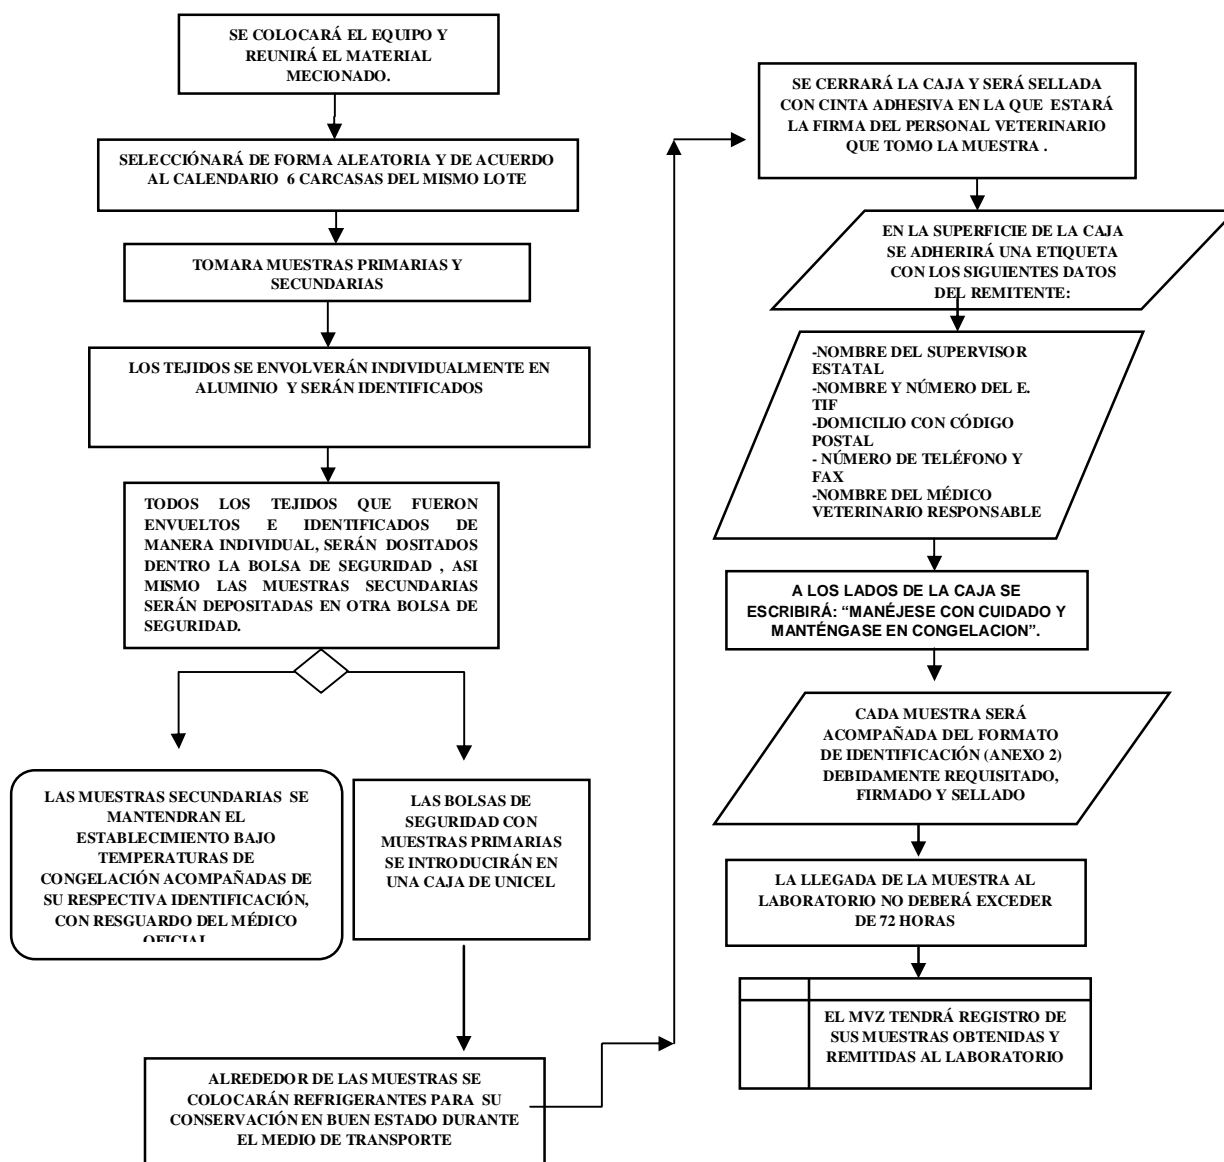 SE COLOCARÁ EL EQUIPO Y
REUNIRÁ EL MATERIAL
MECIONADO.
SELECCIÓNARÁ DE FORMA ALEATORIA Y DE ACUERDO
AL CALENDARIO 6 CARCASAS DEL MISMO LOTE
TOMARA MUESTRAS PRIMARIAS Y
SECUNDARIAS
LOS TEJIDOS SE ENVOLVERÁN INDIVIDUALMENTE EN
ALUMINIO Y SERÁN IDENTIFICADOS
TODOS LOS TEJIDOS QUE FUERON
ENVUELTOS E IDENTIFICADOS DE
MANERA INDIVIDUAL, SERÁN DOSITADOS
DENTRO LA BOLSA DE SEGURIDAD , ASI
MISMO LAS MUESTRAS SECUNDARIAS
SERÁN DEPOSITADAS EN OTRA BOLSA DE
SEGURIDAD.
LAS MUESTRAS SECUNDARIAS SE
MANTENDRAN EL
ESTABLECIMIENTO BAJO
TEMPERATURAS DE
CONGELACIÓN ACOMPAÑADAS DE
SU RESPECTIVA IDENTIFICACIÓN,
CON RESGUARDO DEL MÉDICO
OFICIAL
LAS BOLSAS DE
SEGURIDAD CON
MUESTRAS PRIMARIAS
SE INTRODUCIRÁN EN
UNA CAJA DE UNICEL
ALREDEDOR DE LAS MUESTRAS SE
COLOCARÁN REFRIGERANTES PARA SU
CONSERVACIÓN EN BUEN ESTADO DURANTE
EL MEDIO DE TRANSPORTE
SE CERRARÁ LA CAJA Y SERÁ SELLADA
CON CINTA ADHESIVA EN LA QUE ESTARÁ
LA FIRMA DEL PERSONAL VETERINARIO
QUE TOMO LA MUESTRA .
EN LA SUPERFICIE DE LA CAJA
SE ADHERIRÁ UNA ETIQUETA
CON LOS SIGUIENTES DATOS
DEL REMITENTE:
-NOMBRE DEL SUPERVISOR
ESTATAL
-NOMBRE Y NÚMERO DEL E.
TIF
-DOMICILIO CON CÓDIGO
POSTAL
- NÚMERO DE TELÉFONO Y
FAX
-NOMBRE DEL MÉDICO
VETERINARIO RESPONSABLE
A LOS LADOS DE LA CAJA SE
ESCRIBIRÁ: “MANÉJESE CON CUIDADO Y
MANTÉNGASE EN CONGELACION”.
CADA MUESTRA SERÁ
ACOMPAÑADA DEL FORMATO
DE IDENTIFICACIÓN (ANEXO 2)
DEBIDAMENTE REQUISITADO,
FIRMADO Y SELLADO
LA LLEGADA DE LA MUESTRA AL
LABORATORIO NO DEBERÁ EXCEDER
DE 72 HORAS
EL MVZ TENDRÁ REGISTRO DE
SUS MUESTRAS OBTENIDAS Y
REMITIDAS AL LABORATORIO